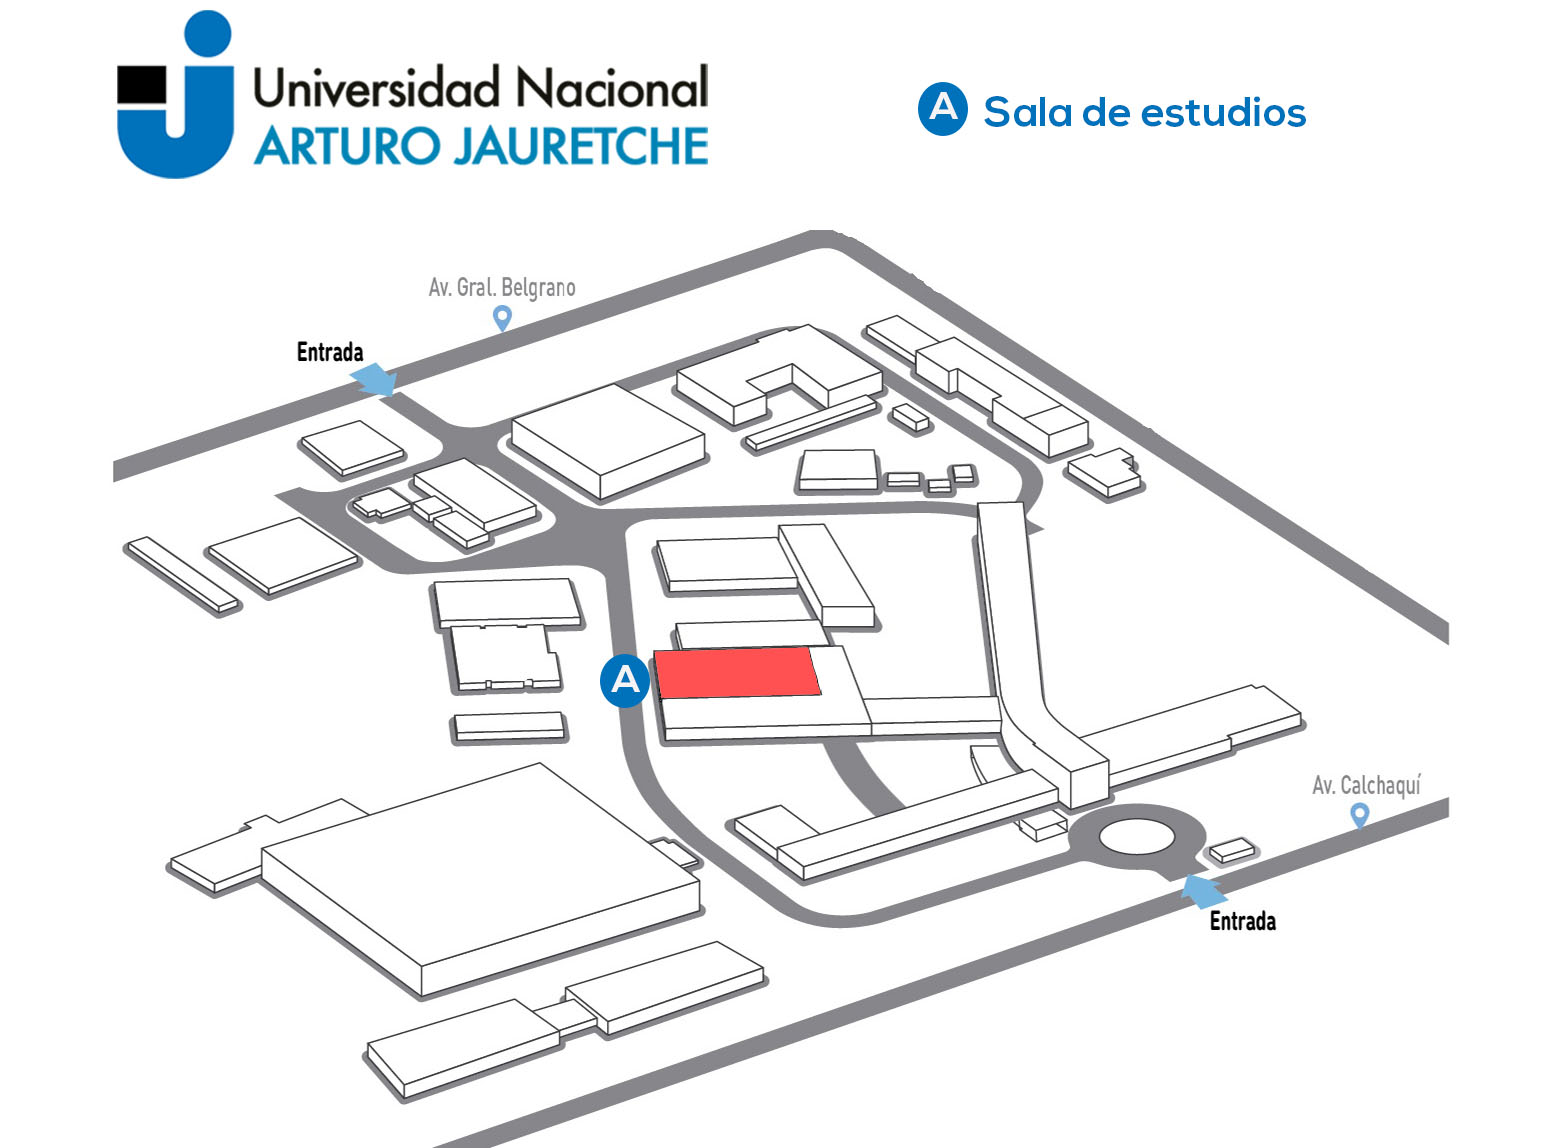 Universidad Nacional
ARTURO JAURETCHE
A Sala de estudios
Av. Gral. Belgrano
Entrada
A
Av. Calchaquí
Entrada